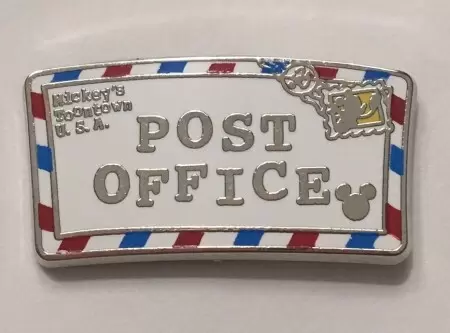 Mickey's
Toontown
U.S.A.
POST
OFFICE